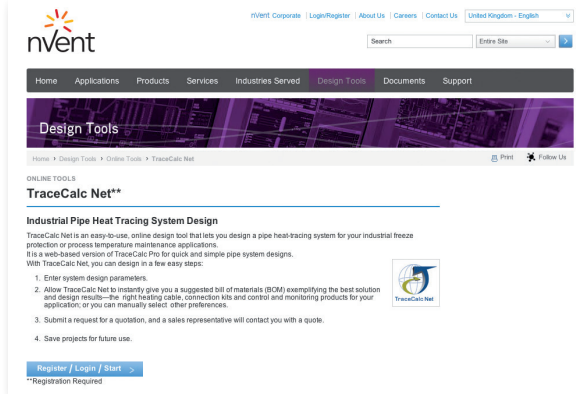 nVent Corporate | Login/Register | About Us | Careers | Contact Us United Kingdom - English
nVent
Search Entire Site
Home Applications Products Services Industries Served Design Tools Documents Support
Design Tools
Home Design Tools Online Tools TraceCalc Net Print Follow Us
ONLINE TOOLS
TraceCalc Net**
Industrial Pipe Heat Tracing System Design
TraceCalc Net is an easy-to-use, online design tool that lets you design a pipe heat-tracing system for your industrial freeze
protection or process temperature maintenance applications.
It is a web-based version of TraceCalc Pro for quick and simple pipe system designs.
With TraceCalc Net, you can design in a few easy steps:
1. Enter system design parameters.
2. Allow TraceCalc Net to instantly give you a suggested bill of materials (BOM) exemplifying the best solution
and design results—the right heating cable, connection kits and control and monitoring products for your
application; or you can manually select other preferences.
TraceCalc Net
3. Submit a request for a quotation, and a sales representative will contact you with a quote.
4. Save projects for future use.
Register / Login / Start >
**Registration Required